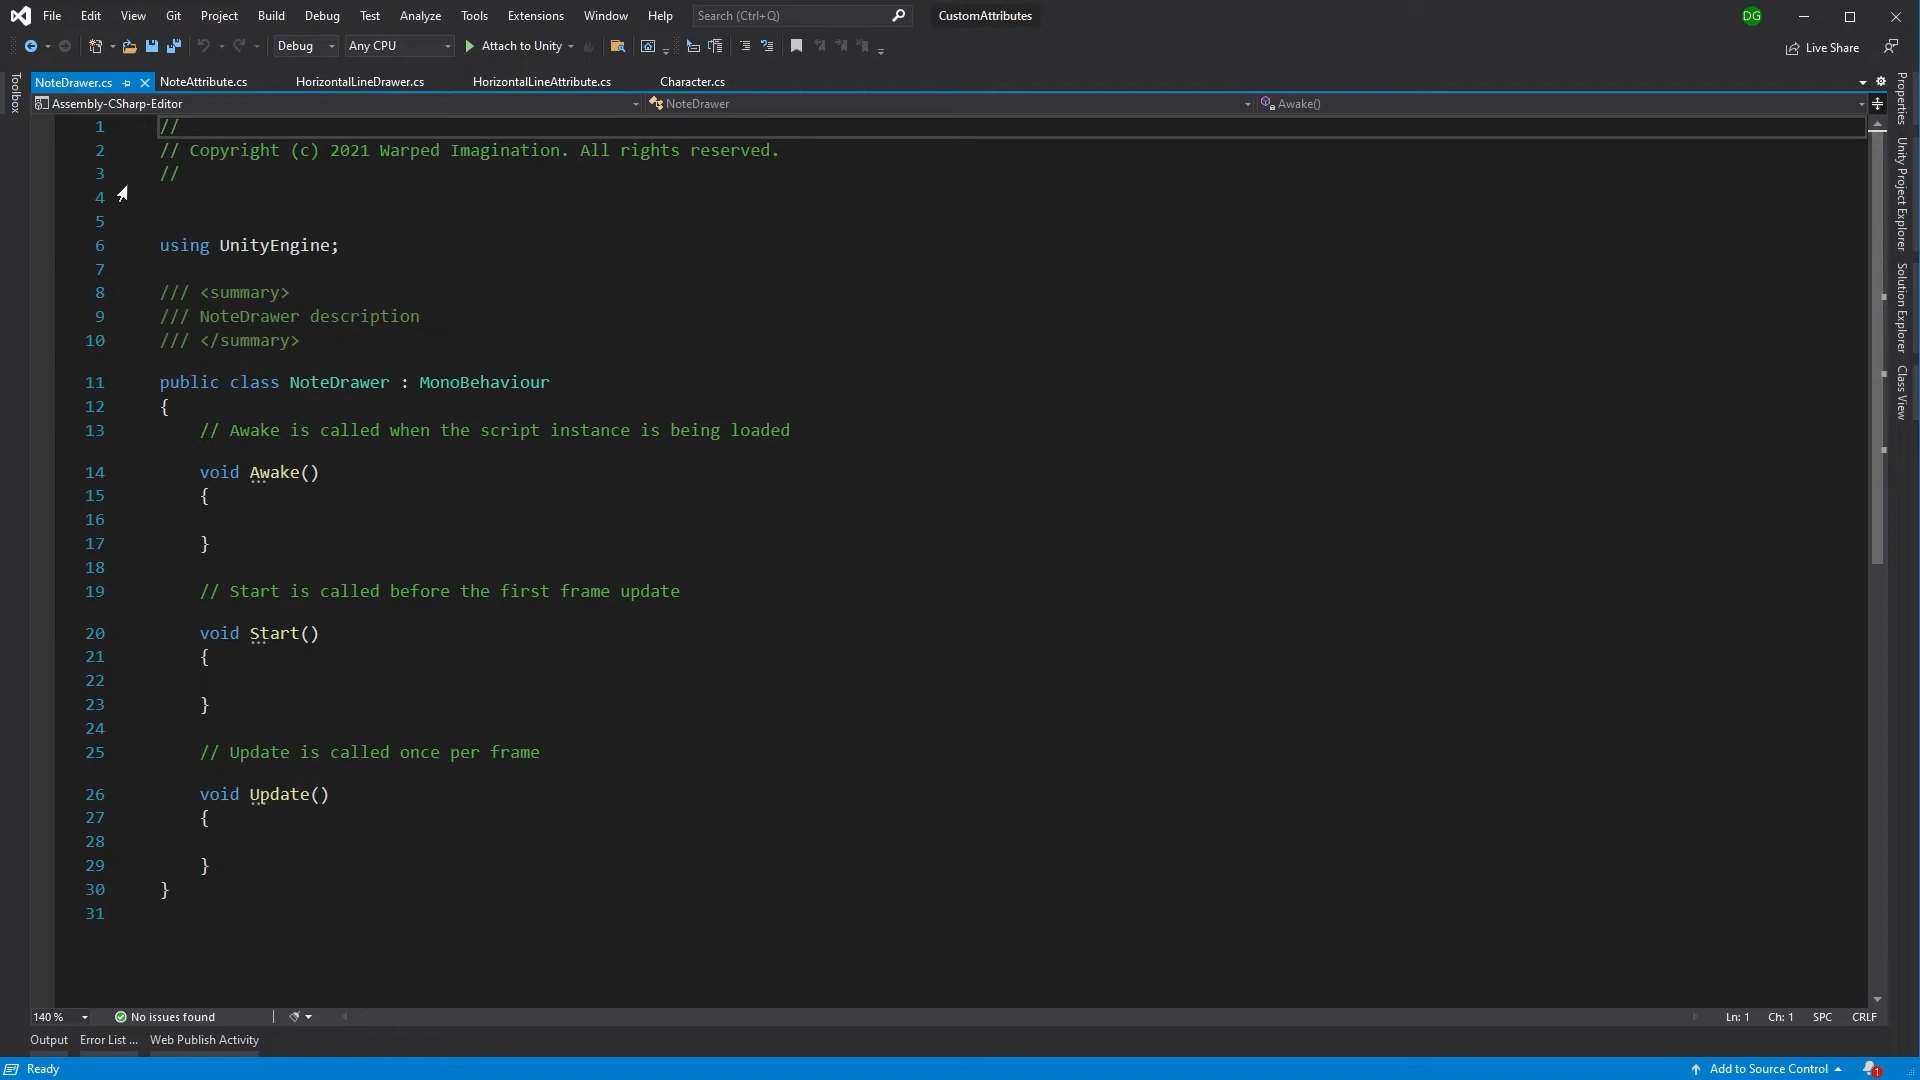 File Edit View Git Project Build Debug Test Analyze Tools Extensions Window Help Search (Ctrl+Q) CustomAttributes DG
Debug Any CPU Attach to Unity Live Share
NoteDrawer.cs NoteAttribute.cs HorizontalLineDrawer.cs HorizontalLineAttribute.cs Character.cs
Assembly-CSharp-Editor NoteDrawer Awake()
Toolbox
Properties
Unity Project Explorer
Solution Explorer
Class View
1 //
2 // Copyright (c) 2021 Warped Imagination. All rights reserved.
3 //
4
5
6 using UnityEngine;
7
8 /// <summary>
9 /// NoteDrawer description
10 /// </summary>
11 public class NoteDrawer : MonoBehaviour
12 {
13 // Awake is called when the script instance is being loaded
14 void Awake()
15 {
16
17 }
18
19 // Start is called before the first frame update
20 void Start()
21 {
22
23 }
24
25 // Update is called once per frame
26 void Update()
27 {
28
29 }
30 }
31
140 % No issues found Ln: 1 Ch: 1 SPC CRLF
Output Error List ... Web Publish Activity
Ready Add to Source Control 1